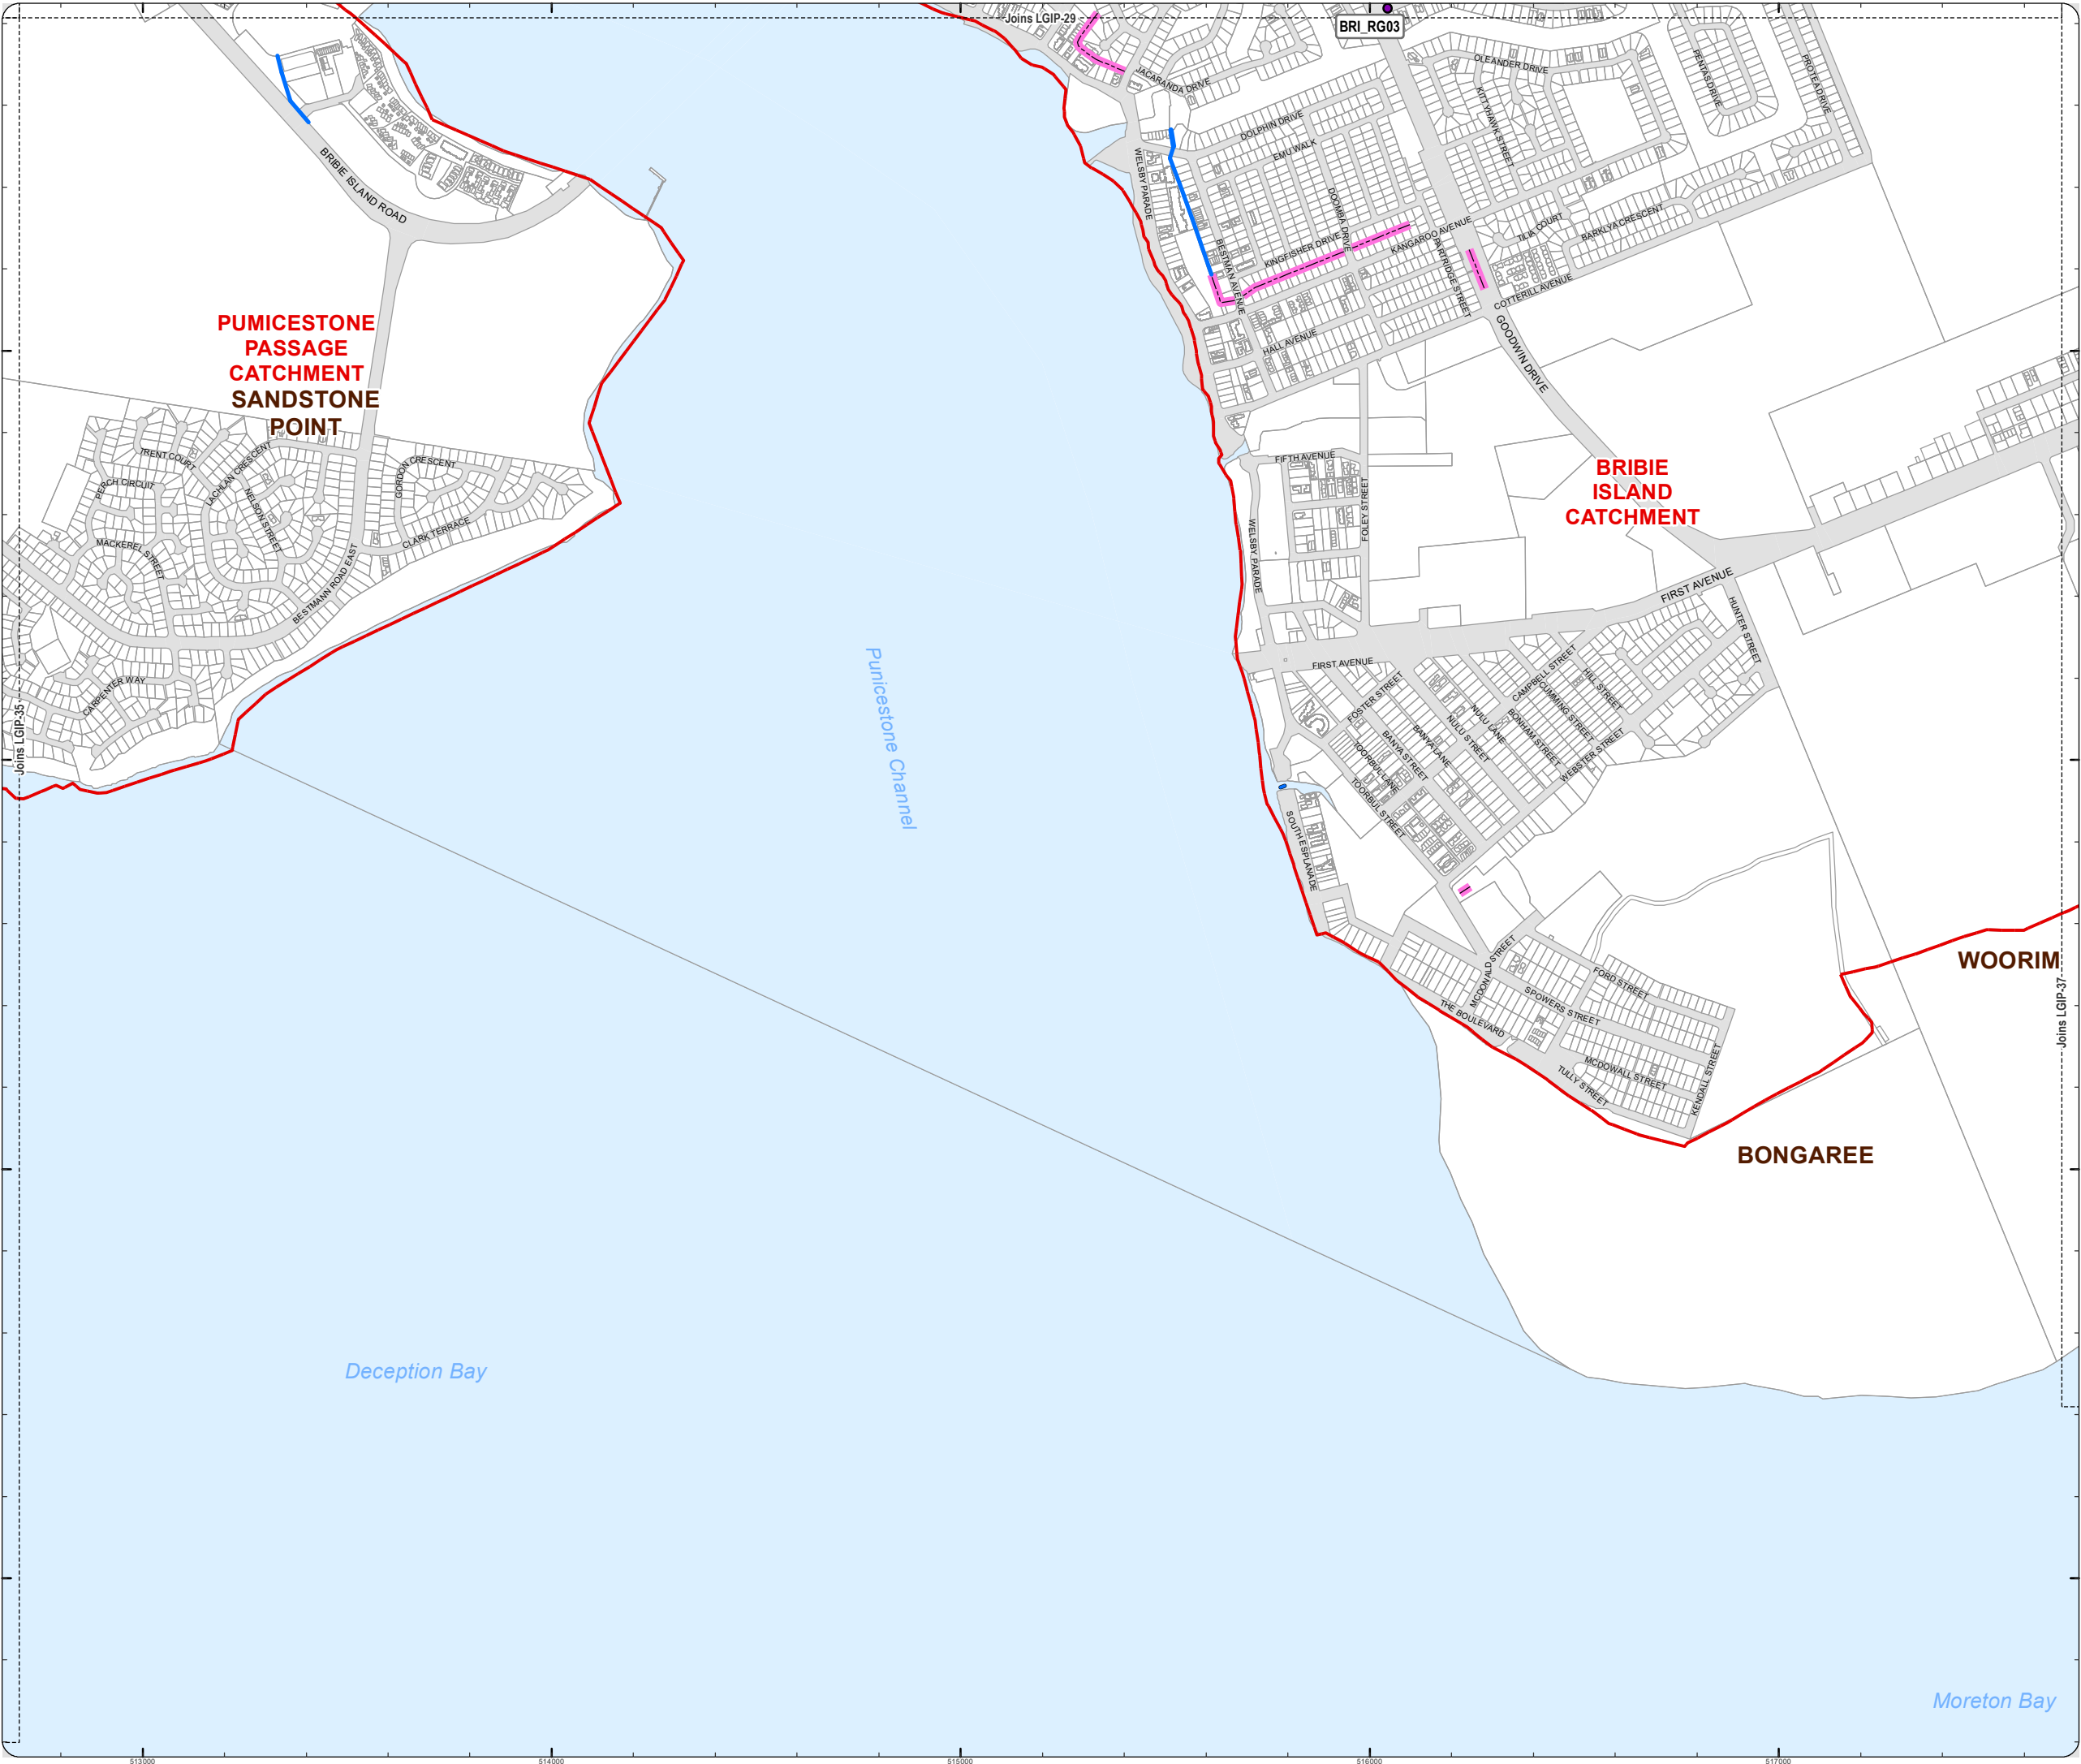 Joins LGIP-29
BRI_RG03
JACARANDA DRIVE
OLEANDER DRIVE
PENTAS DRIVE
PROTEA DRIVE
KITTYHAWK STREET
DOLPHIN DRIVE
EMU WALK
BRIBIE ISLAND ROAD
WELSBY PARADE
DOOMBA DRIVE
TILIA COURT
BARKLYA CRESCENT
KANGAROO AVENUE
KINGFISHER DRIVE
BESTMAN AVENUE
PARTRIDGE STREET
COTTERILL AVENUE
HALL AVENUE
GOODWIN DRIVE
PUMICESTONE
PASSAGE
CATCHMENT
SANDSTONE
POINT
TRENT COURT
LACHLAN CRESCENT
GORDON CRESCENT
PERCH CIRCUIT
NELSON STREET
CLARK TERRACE
MACKEREL STREET
BESTMANN ROAD EAST
CARPENTER WAY
Joins LGIP-35
FIFTH AVENUE
FOLEY STREET
WELSBY PARADE
BRIBIE
ISLAND
CATCHMENT
FIRST AVENUE
HUNTER STREET
FIRST AVENUE
Punicestone Channel
FOSTER STREET
CAMPBELL STREET
HILL STREET
CUMMING STREET
NULU LANE
BONHAM STREET
NULU STREET
BANYA LANE
BANYA STREET
WEBSTER STREET
TOORBUL LANE
TOORBUL STREET
SOUTH ESPLANADE
WOORIM
Joins LGIP-37
MCDONALD STREET
FORD STREET
SPOWERS STREET
THE BOULEVARD
MCDOWALL STREET
TULLY STREET
KENDALL STREET
BONGAREE
Deception Bay
Moreton Bay
513000
514000
515000
516000
517000